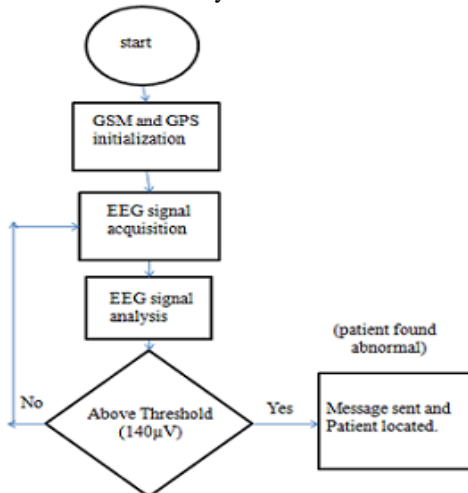 start
GSM and GPS
initialization
EEG signal
acquisition
EEG signal
analysis
(patient found
abnormal)
No
Above Threshold
(140µV)
Yes
Message sent and
Patient located.